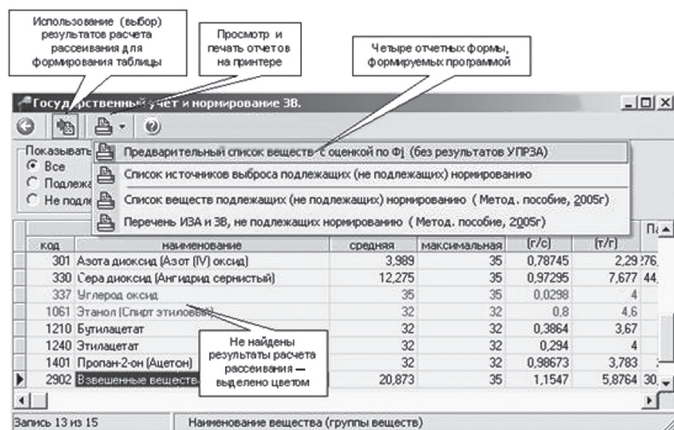 Использование (выбор)
результатов расчета
рассеивания для
формирования таблицы
Просмотр и
печать отчетов
на принтере
Четыре отчетных формы,
формируемых программой
Государственный учет и нормирование ЗВ.
Показывать
Все
Подлежа
Не подле
Предварительный список веществ с оценкой по Фj (без результатов УПРЗА)
Список источников выброса подлежащих (не подлежащих) нормированию
Список веществ подлежащих (не подлежащих) нормированию (Метод. пособие, 2005г)
Перечень ИЗА и ЗВ, не подлежащих нормированию (Метод. пособие, 2005г)
код наименование средняя максимальная (г/с) (т/г) Па
301 Азота диоксид (Азот (IV) оксид) 3,989 35 0,78745 2,29 276,
330 Сера диоксид (Ангидрид сернистый) 12,275 35 0,97295 7,677 44,
337 Углерод оксид 35 35 0,0298 4
1061 Этанол (Спирт этиловый) 32 32 0,8 4,6
1210 Бутилацетат 32 32 0,3864 3,67
1240 Этилацетат 32 32 0,294 4
1401 Пропан-2-он (Ацетон) 32 32 0,98673 3,783
2902 Взвешенные вещества 20,873 35 1,1547 5,8764 30,
Не найдены
результаты расчета
рассеивания —
выделено цветом
Запись 13 из 15 Наименование вещества (группы веществ)